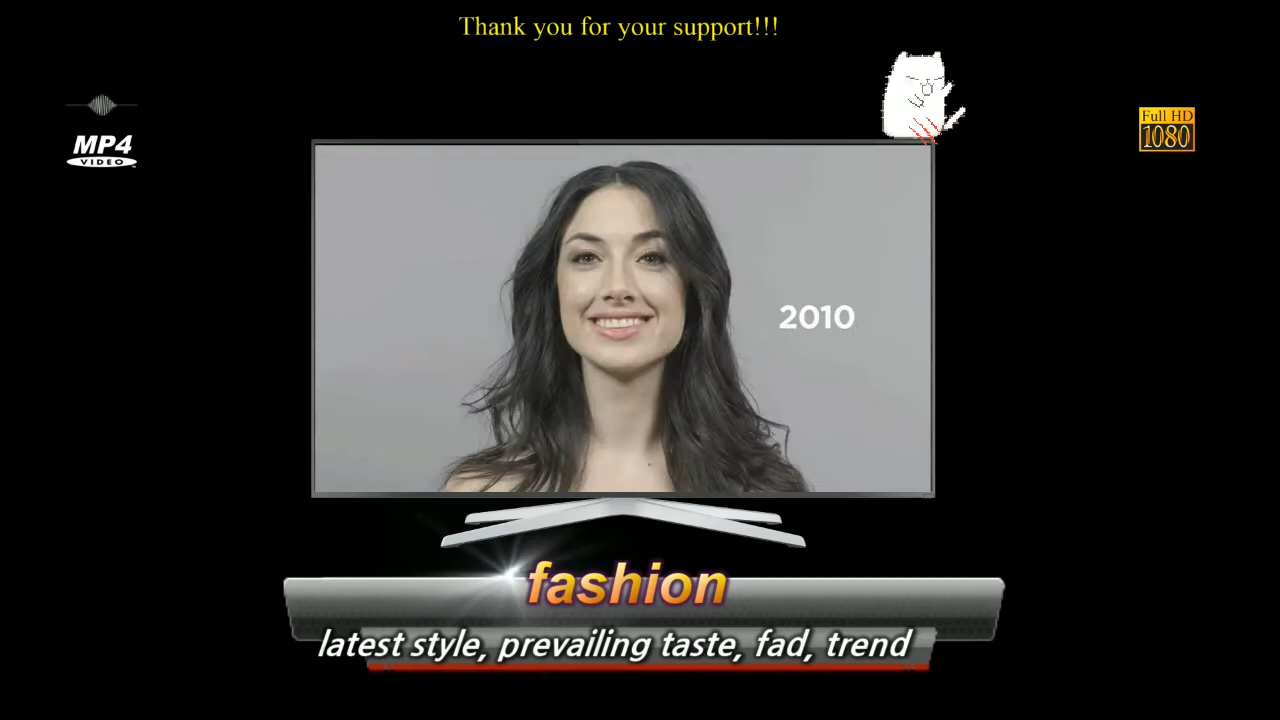 Thank you for your support!!!
MP4
VIDEO
Full HD
1080
2010
fashion
latest style, prevailing taste, fad, trend